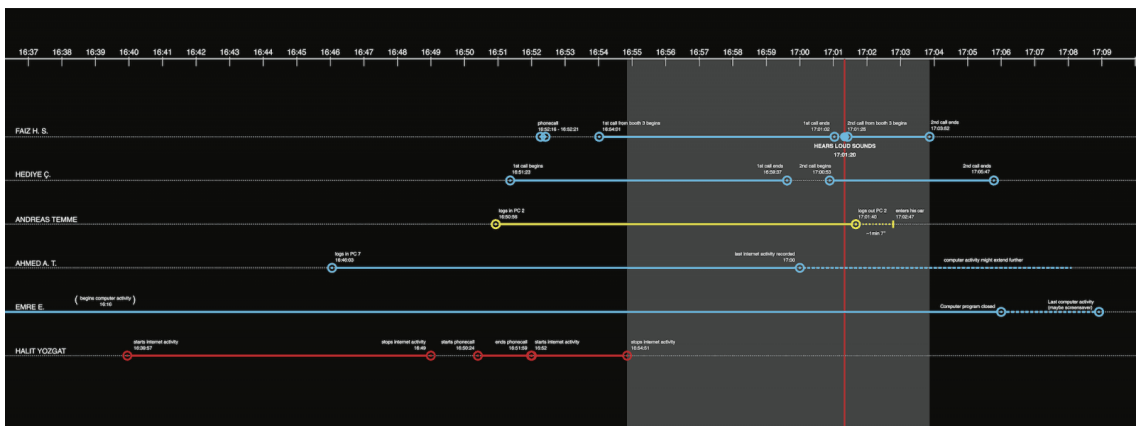 16:37 16:38 16:39 16:40 16:41 16:42 16:43 16:44 16:45 16:46 16:47 16:48 16:49 16:50 16:51 16:52 16:53 16:54 16:55 16:56 16:57 16:58 16:59 17:00 17:01 17:02 17:03 17:04 17:05 17:06 17:07 17:08 17:09
FAIZ H. S.
phonecall
16:52:18 - 16:52:21
1st call from booth 3 begins
16:54:01
1st call ends
17:01:02
2nd call from booth 3 begins
17:01:25
2nd call ends
17:03:52
HEARS LOUD SOUNDS
17:01:20
HEDIYE Ç.
1st call begins
16:51:23
1st call ends
16:59:37
2nd call begins
17:00:53
2nd call ends
17:05:47
ANDREAS TEMME
logs in PC 2
16:50:56
logs out PC 2
17:01:40
enters his car
17:02:47
~1 min 7"
AHMED A. T.
logs in PC 7
16:46:03
last internet activity recorded
17:00
computer activity might extend further
EMRE E.
( begins computer activity )
16:16
Computer program closed
Last computer activity
(maybe screensaver)
HALIT YOZGAT
starts internet activity
16:39:57
stops internet activity
16:49
starts phonecall
16:50:24
ends phonecall
16:51:59
starts internet activity
16:52
stops internet activity
16:54:51